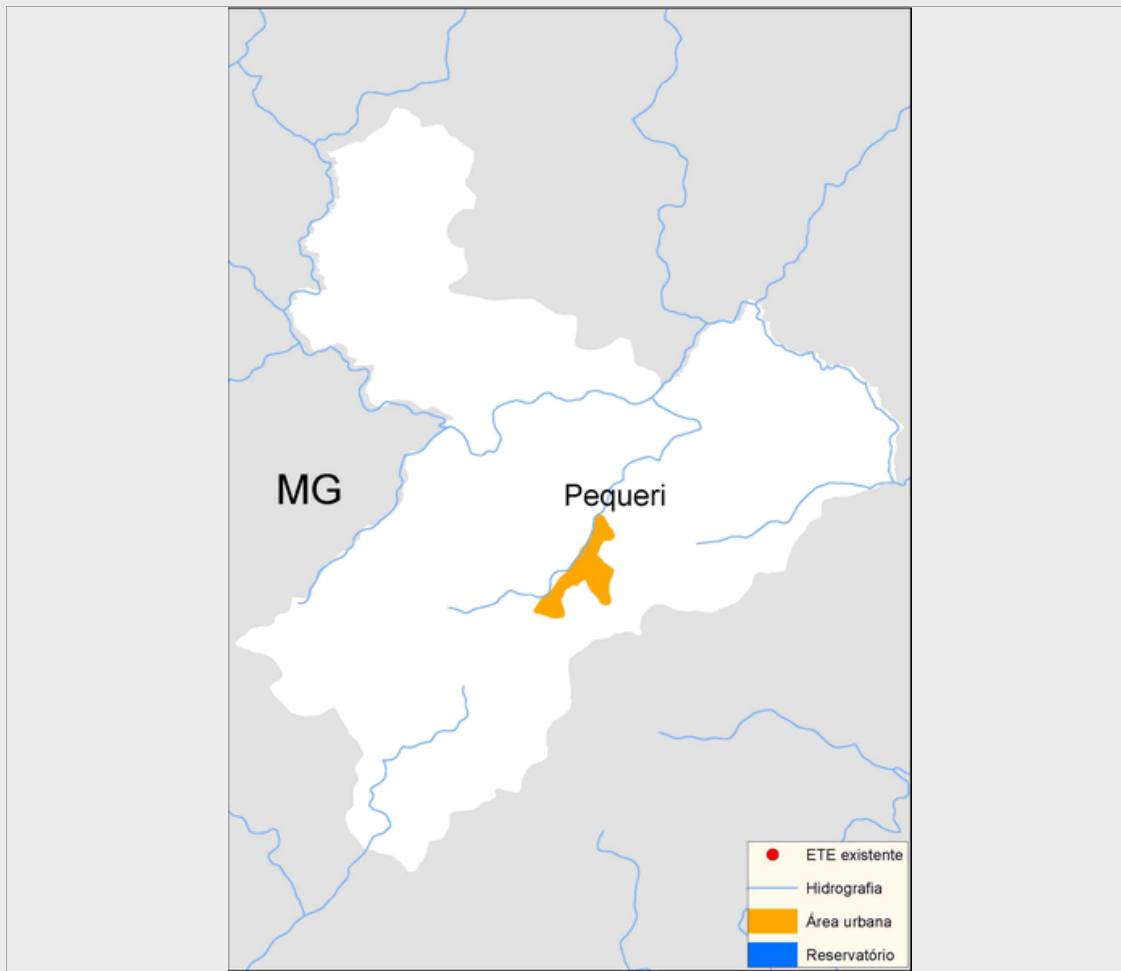 MG
Pequeri
ETE existente
Hidrografia
Área urbana
Reservatório